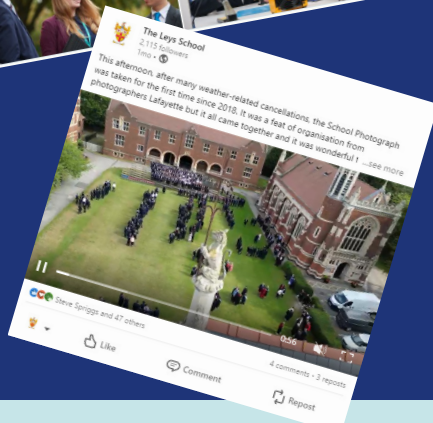 The Leys School
2,115 followers
1mo •
This afternoon, after many weather-related cancellations, the School Photograph
was taken for the first time since 2018. It was a feat of organisation from
photographers Lafayette but it all came together and it was wonderful t ...see more
0:56
Steve Spriggs and 47 others
4 comments • 3 reposts
Like
Comment
Repost